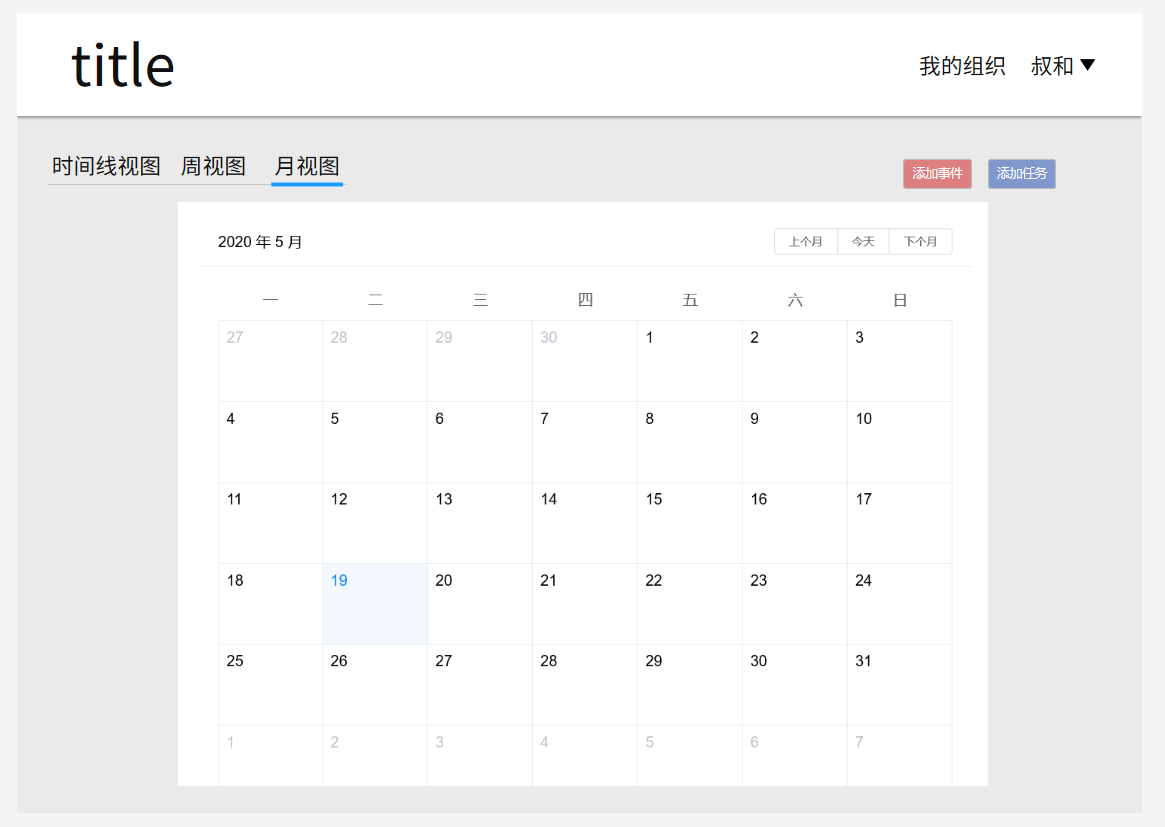 title
我的组织 叔和▼
时间线视图 周视图 月视图
添加事件 添加任务
2020 年 5 月
上个月 今天 下个月
一 二 三 四 五 六 日
27 28 29 30 1 2 3
4 5 6 7 8 9 10
11 12 13 14 15 16 17
18 19 20 21 22 23 24
25 26 27 28 29 30 31
1 2 3 4 5 6 7